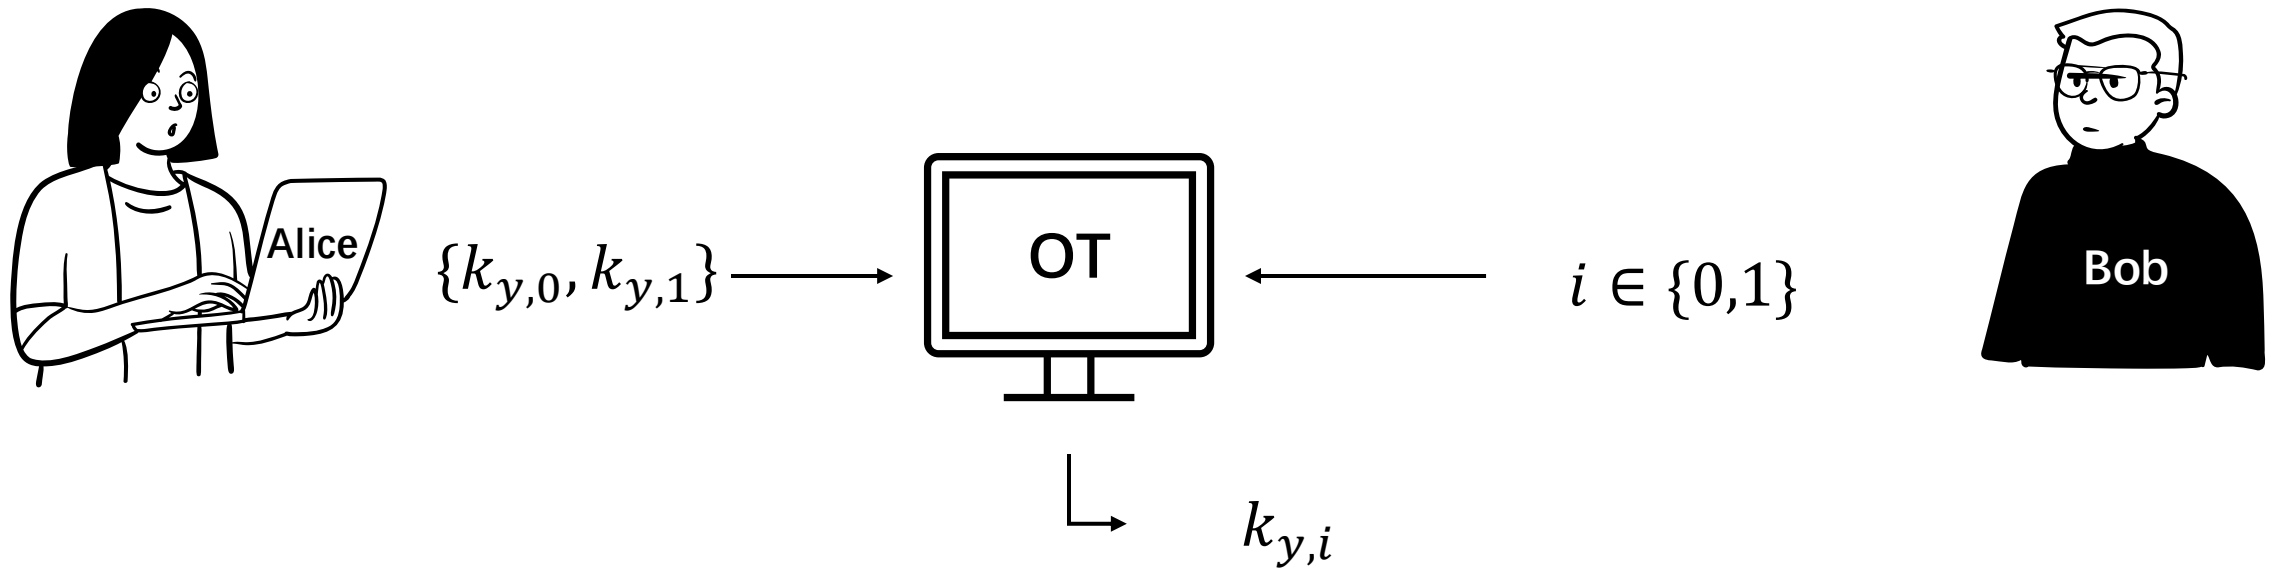 Alice
{k_{y,0}, k_{y,1}}
OT
i ∈ {0,1}
Bob
k_{y,i}